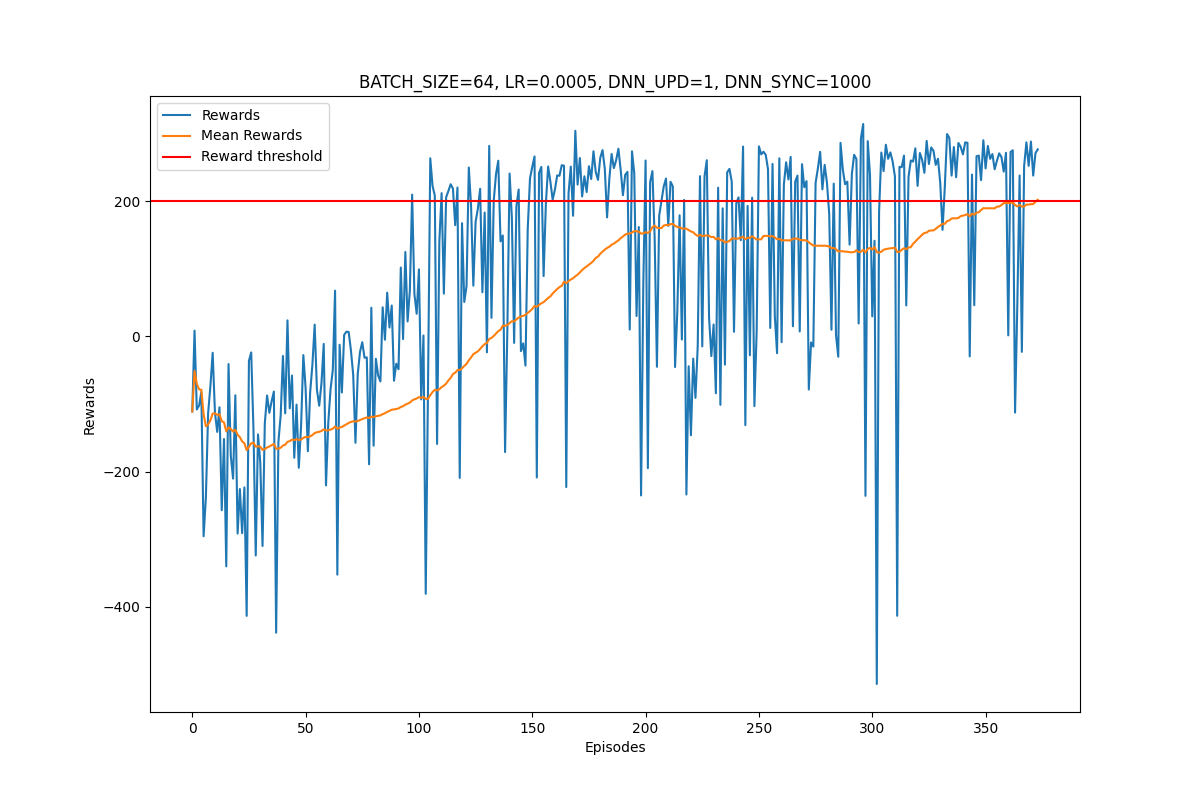 BATCH_SIZE=64, LR=0.0005, DNN_UPD=1, DNN_SYNC=1000
Rewards
Mean Rewards
Reward threshold
200
0
−200
−400
Rewards
0
50
100
150
200
250
300
350
Episodes